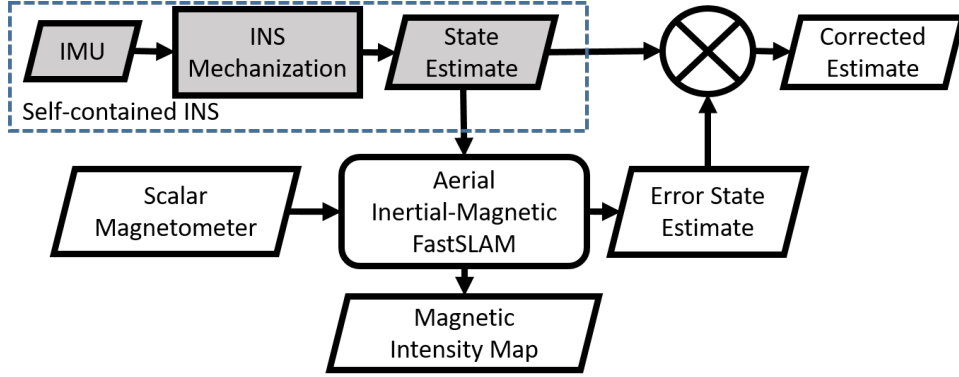 IMU
INS
Mechanization
State
Estimate
Corrected
Estimate
Self-contained INS
Scalar
Magnetometer
Aerial
Inertial-Magnetic
FastSLAM
Error State
Estimate
Magnetic
Intensity Map